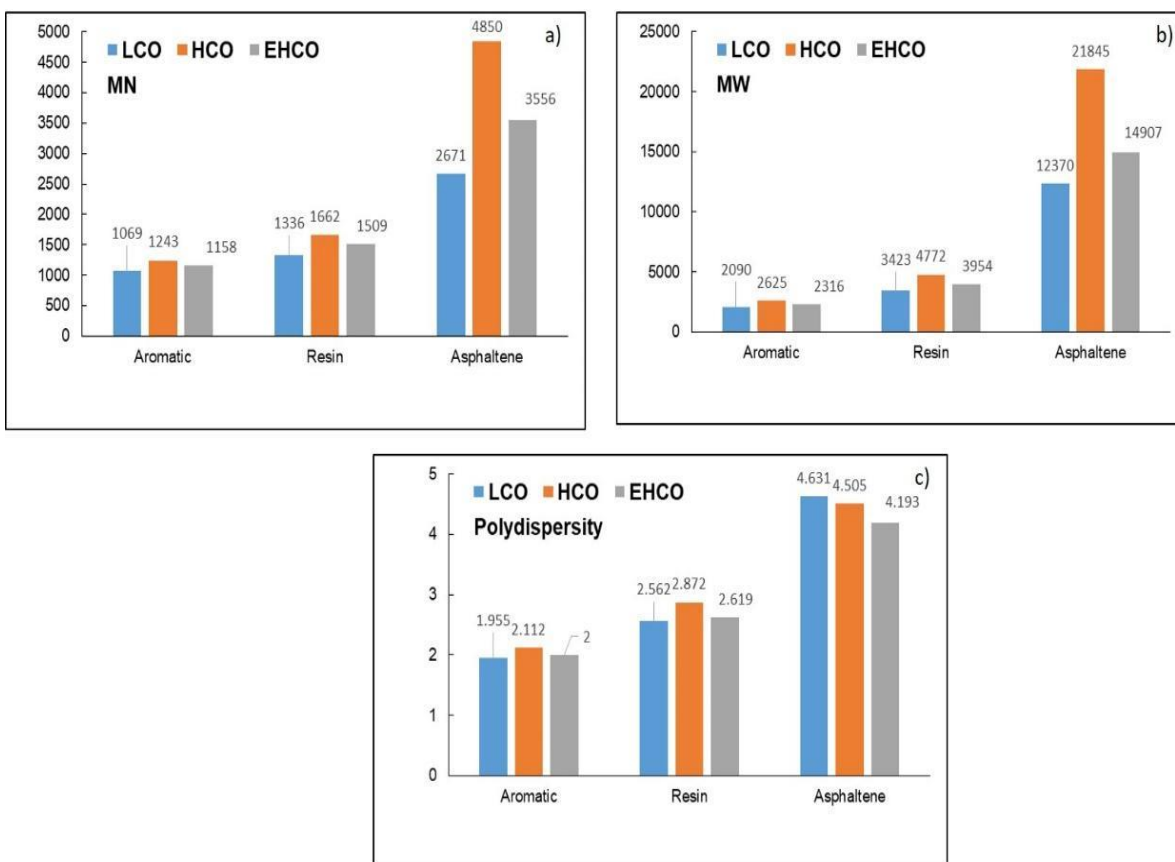 a)
LCO HCO EHCO
MN
5000
4500
4000
3500
3000
2500
2000
1500
1000
500
0
1069 1243 1158
1336 1662 1509
2671 4850 3556
Aromatic Resin Asphaltene
b)
LCO HCO EHCO
MW
25000
20000
15000
10000
5000
0
2090 2625 2316
3423 4772 3954
12370 21845 14907
Aromatic Resin Asphaltene
c)
LCO HCO EHCO
Polydispersity
5
4
3
2
1
0
1.955 2.112 2
2.562 2.872 2.619
4.631 4.505 4.193
Aromatic Resin Asphaltene